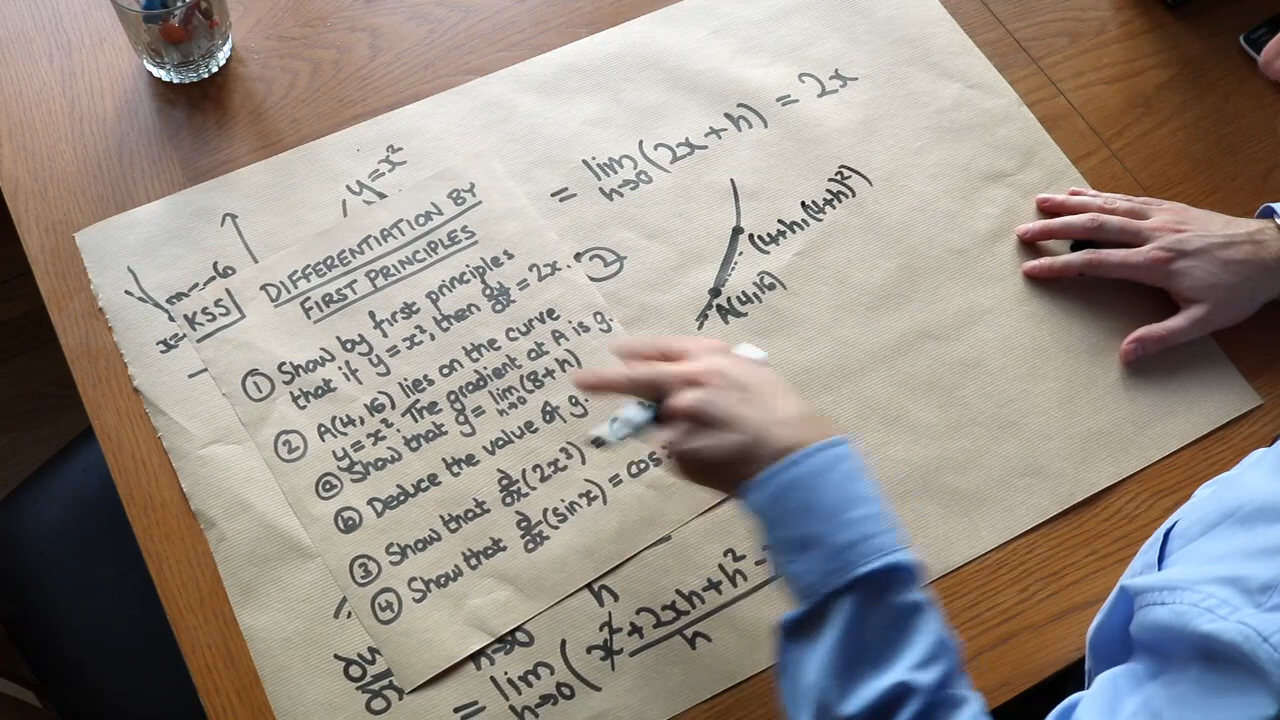 y=x²
m=-6
x=
KSS
DIFFERENTIATION BY
FIRST PRINCIPLES
① Show by first principles
that if y=x², then dy/dx = 2x.
② A(4,16) lies on the curve
y=x². The gradient at A is g.
ⓐ Show that g= lim h→0 (8+h)
ⓑ Deduce the value of g.
③ Show that d/dx (2x³) =
④ Show that d/dx (sinx) = cos
= lim h→0 (2x+h) = 2x
②
(4+h,(4+h)²)
A(4,16)
h→0 h
= lim h→0 (x²+2xh+h² - / h